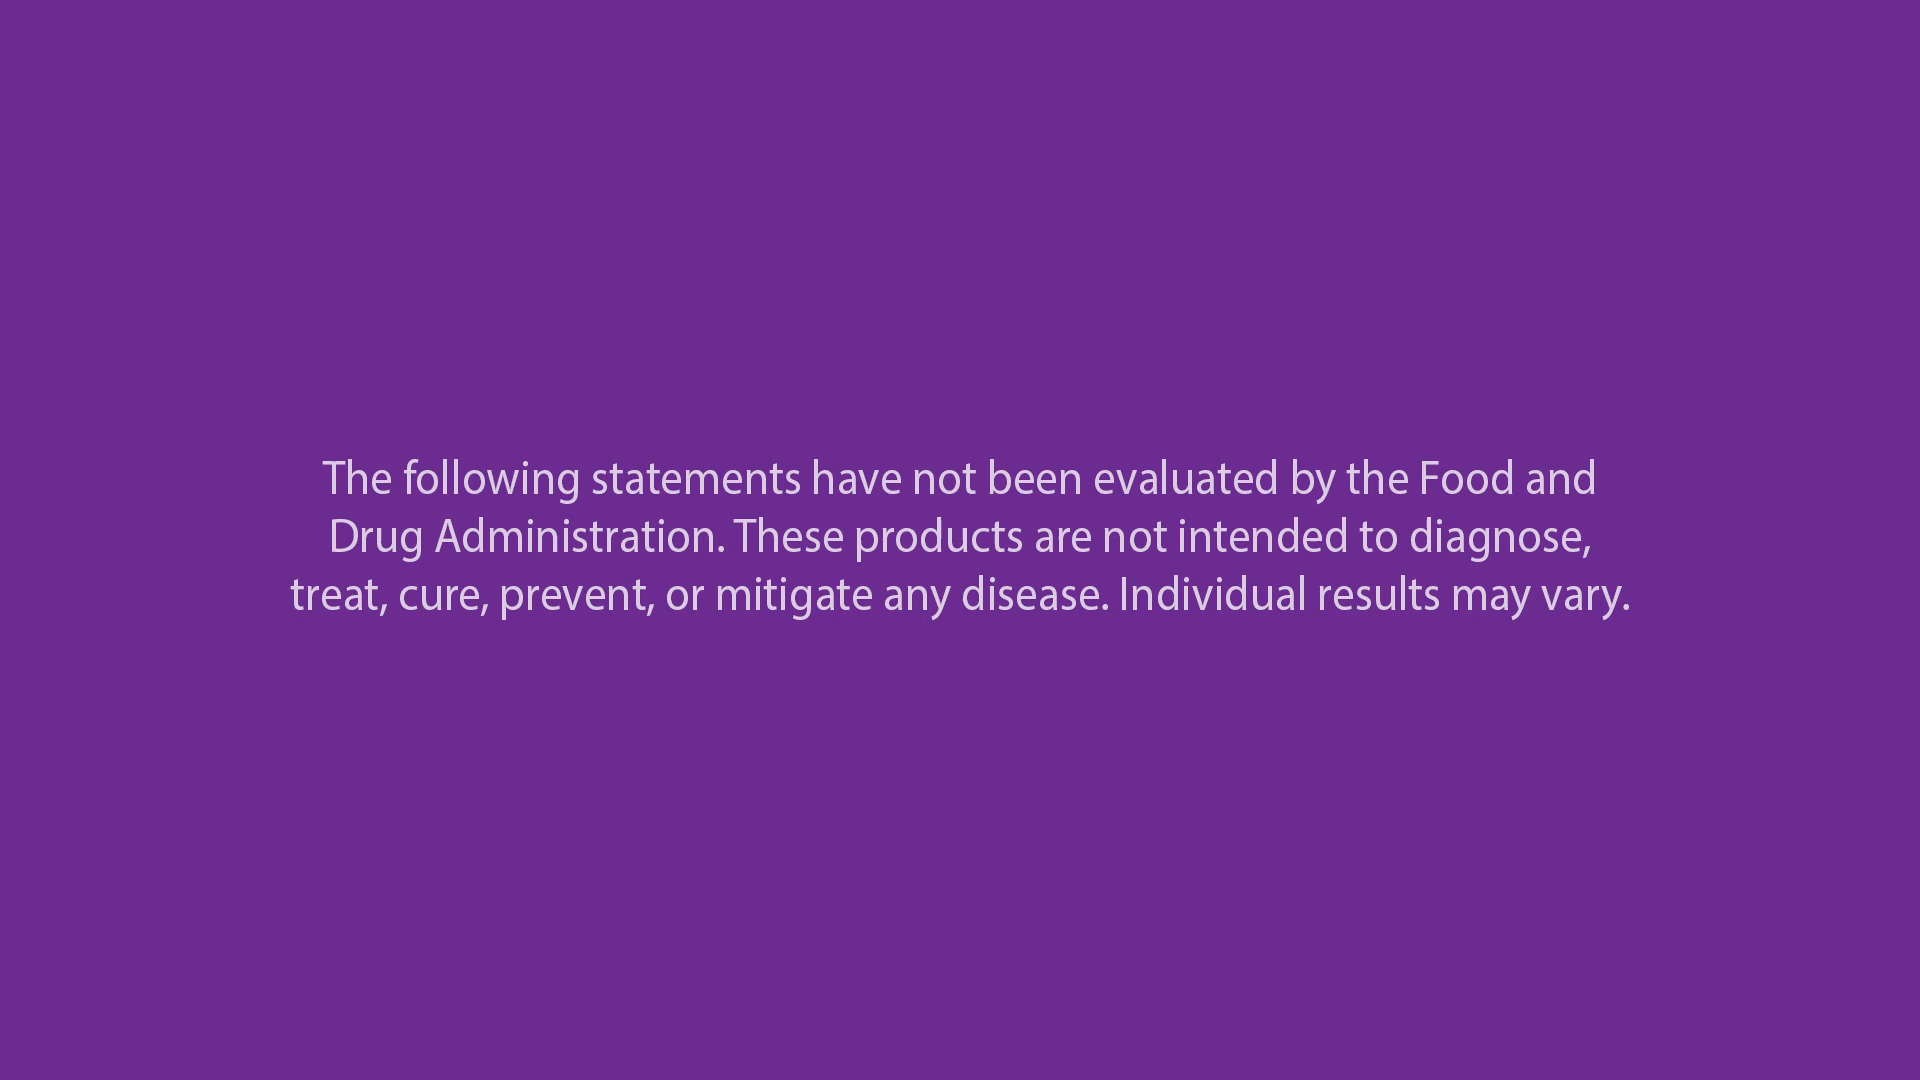 The following statements have not been evaluated by the Food and
Drug Administration. These products are not intended to diagnose,
treat, cure, prevent, or mitigate any disease. Individual results may vary.